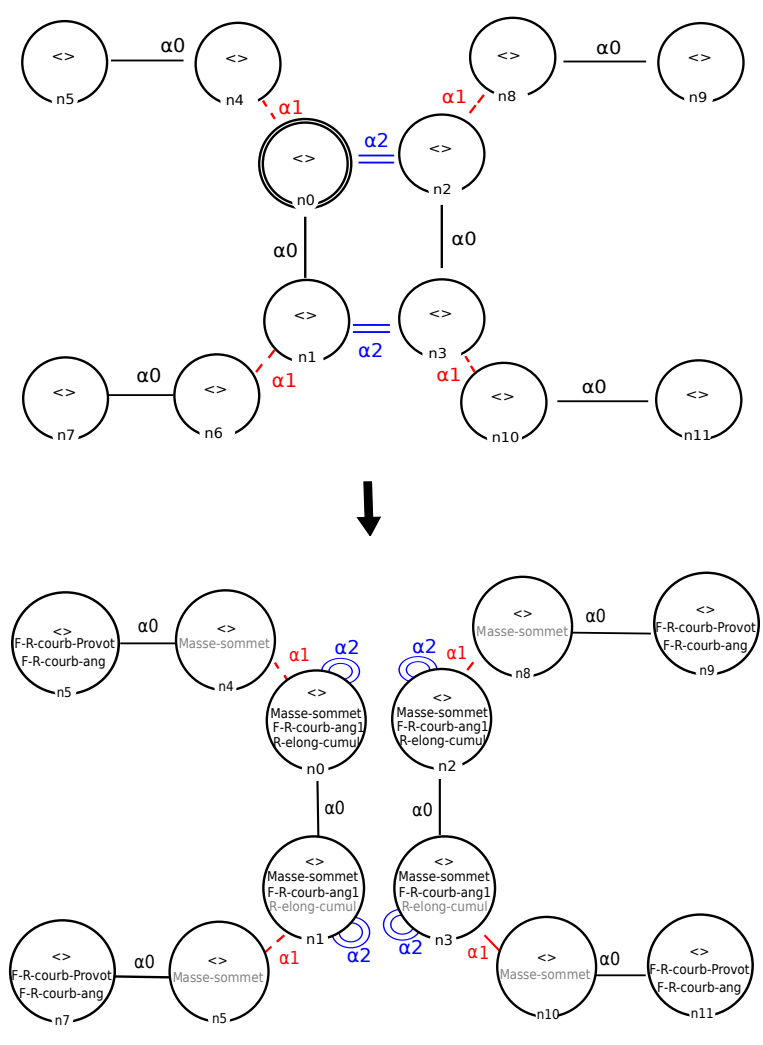 α0 α0
<> <> <> <>
n5 n4 α1 α1 n8 n9
α2
<> <>
n0 n2
α0 α0
<> <>
n1 α2 n3
α0 α1 α1 α0
<> <> <> <>
n7 n6 n10 n11
α0 α0
<> <> <> <>
F-R-courb-Provot Masse-sommet Masse-sommet F-R-courb-Provot
F-R-courb-ang F-R-courb-ang
n5 n4 α1 α2 α2 α1 n8 n9
<> <>
Masse-sommet Masse-sommet
F-R-courb-ang1 F-R-courb-ang1
R-elong-cumul R-elong-cumul
n0 n2
α0 α0
<> <>
Masse-sommet Masse-sommet
F-R-courb-ang1 F-R-courb-ang1
R-elong-cumul R-elong-cumul
n1 α2 α2 n3
α0 α1 α1 α0
<> <> <> <>
F-R-courb-Provot Masse-sommet Masse-sommet F-R-courb-Provot
F-R-courb-ang F-R-courb-ang
n7 n5 n10 n11